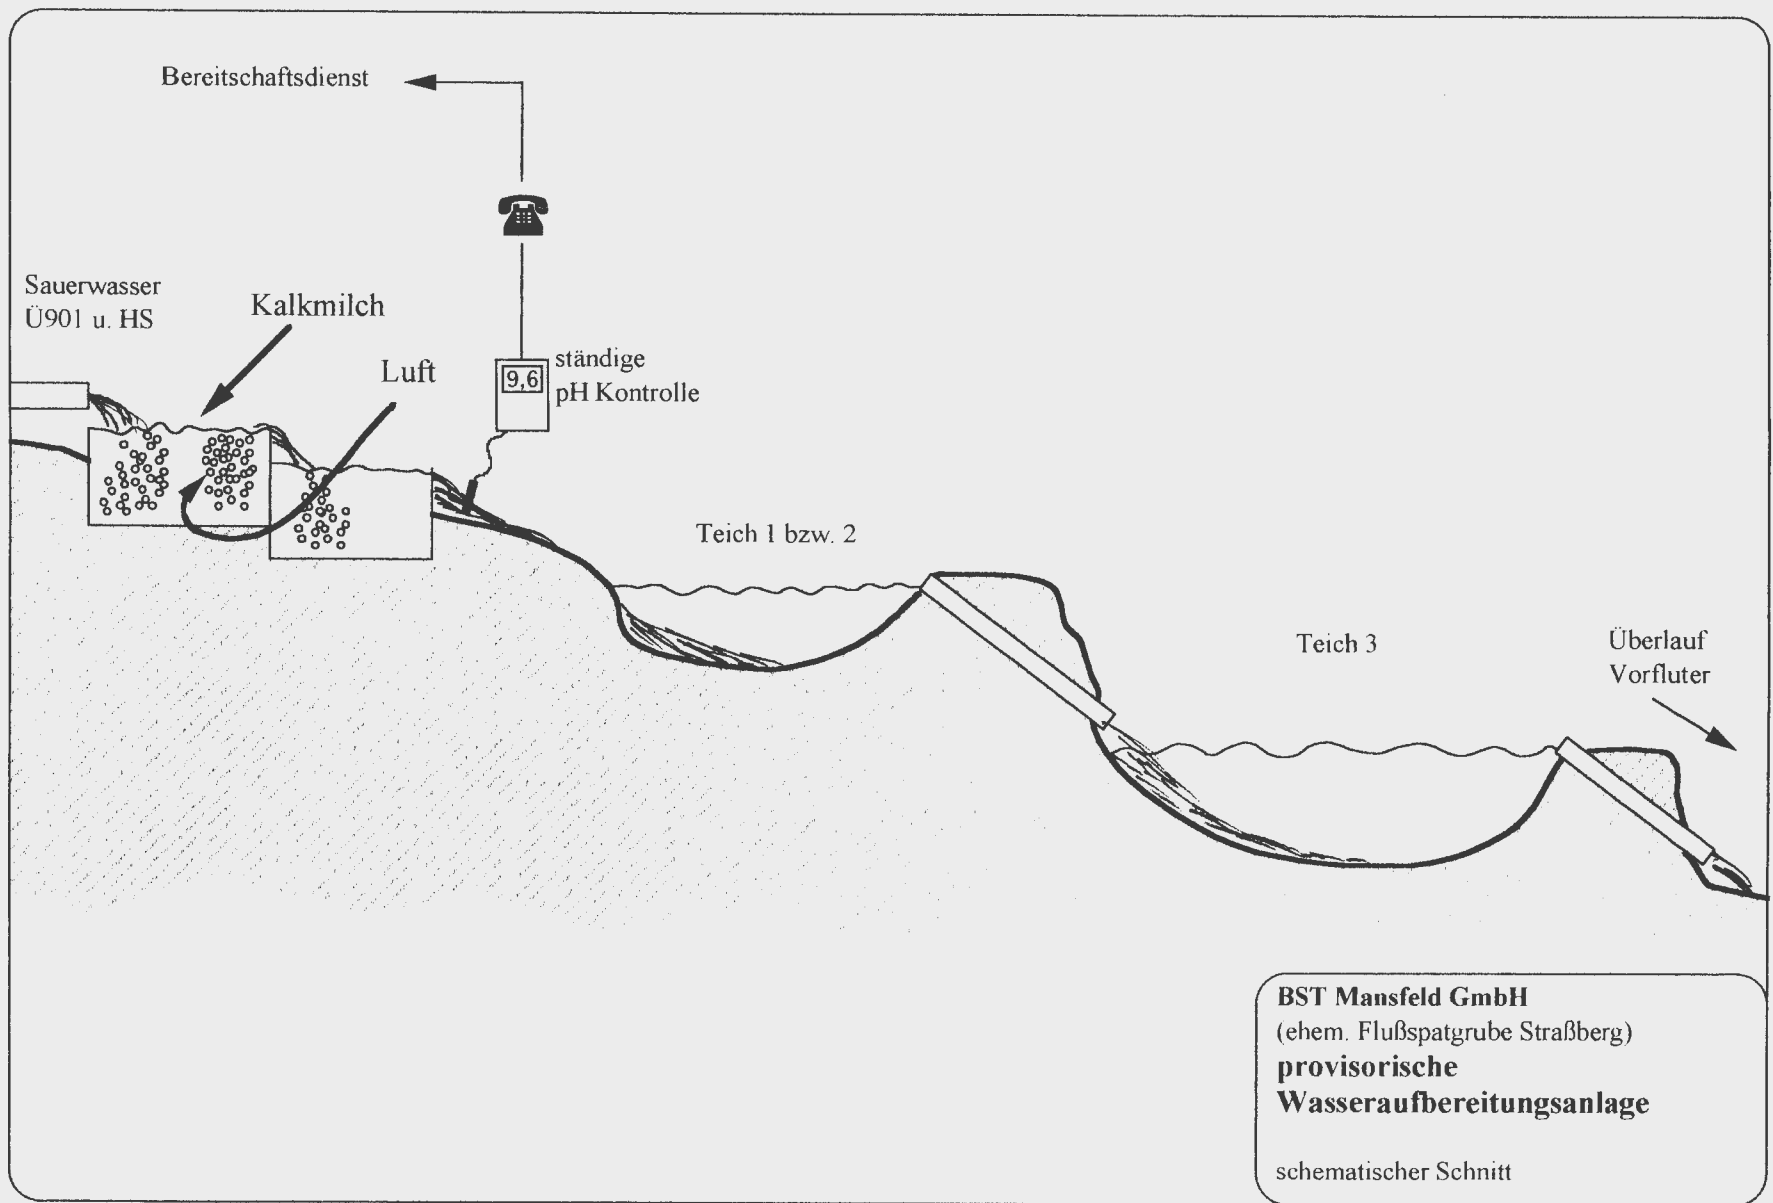 Bereitschaftsdienst
Sauerwasser
Ü901 u. HS
Kalkmilch
Luft
9,6
ständige
pH Kontrolle
Teich 1 bzw. 2
Teich 3
Überlauf
Vorfluter
BST Mansfeld GmbH
(ehem. Flußspatgrube Straßberg)
provisorische
Wasseraufbereitungsanlage
schematischer Schnitt